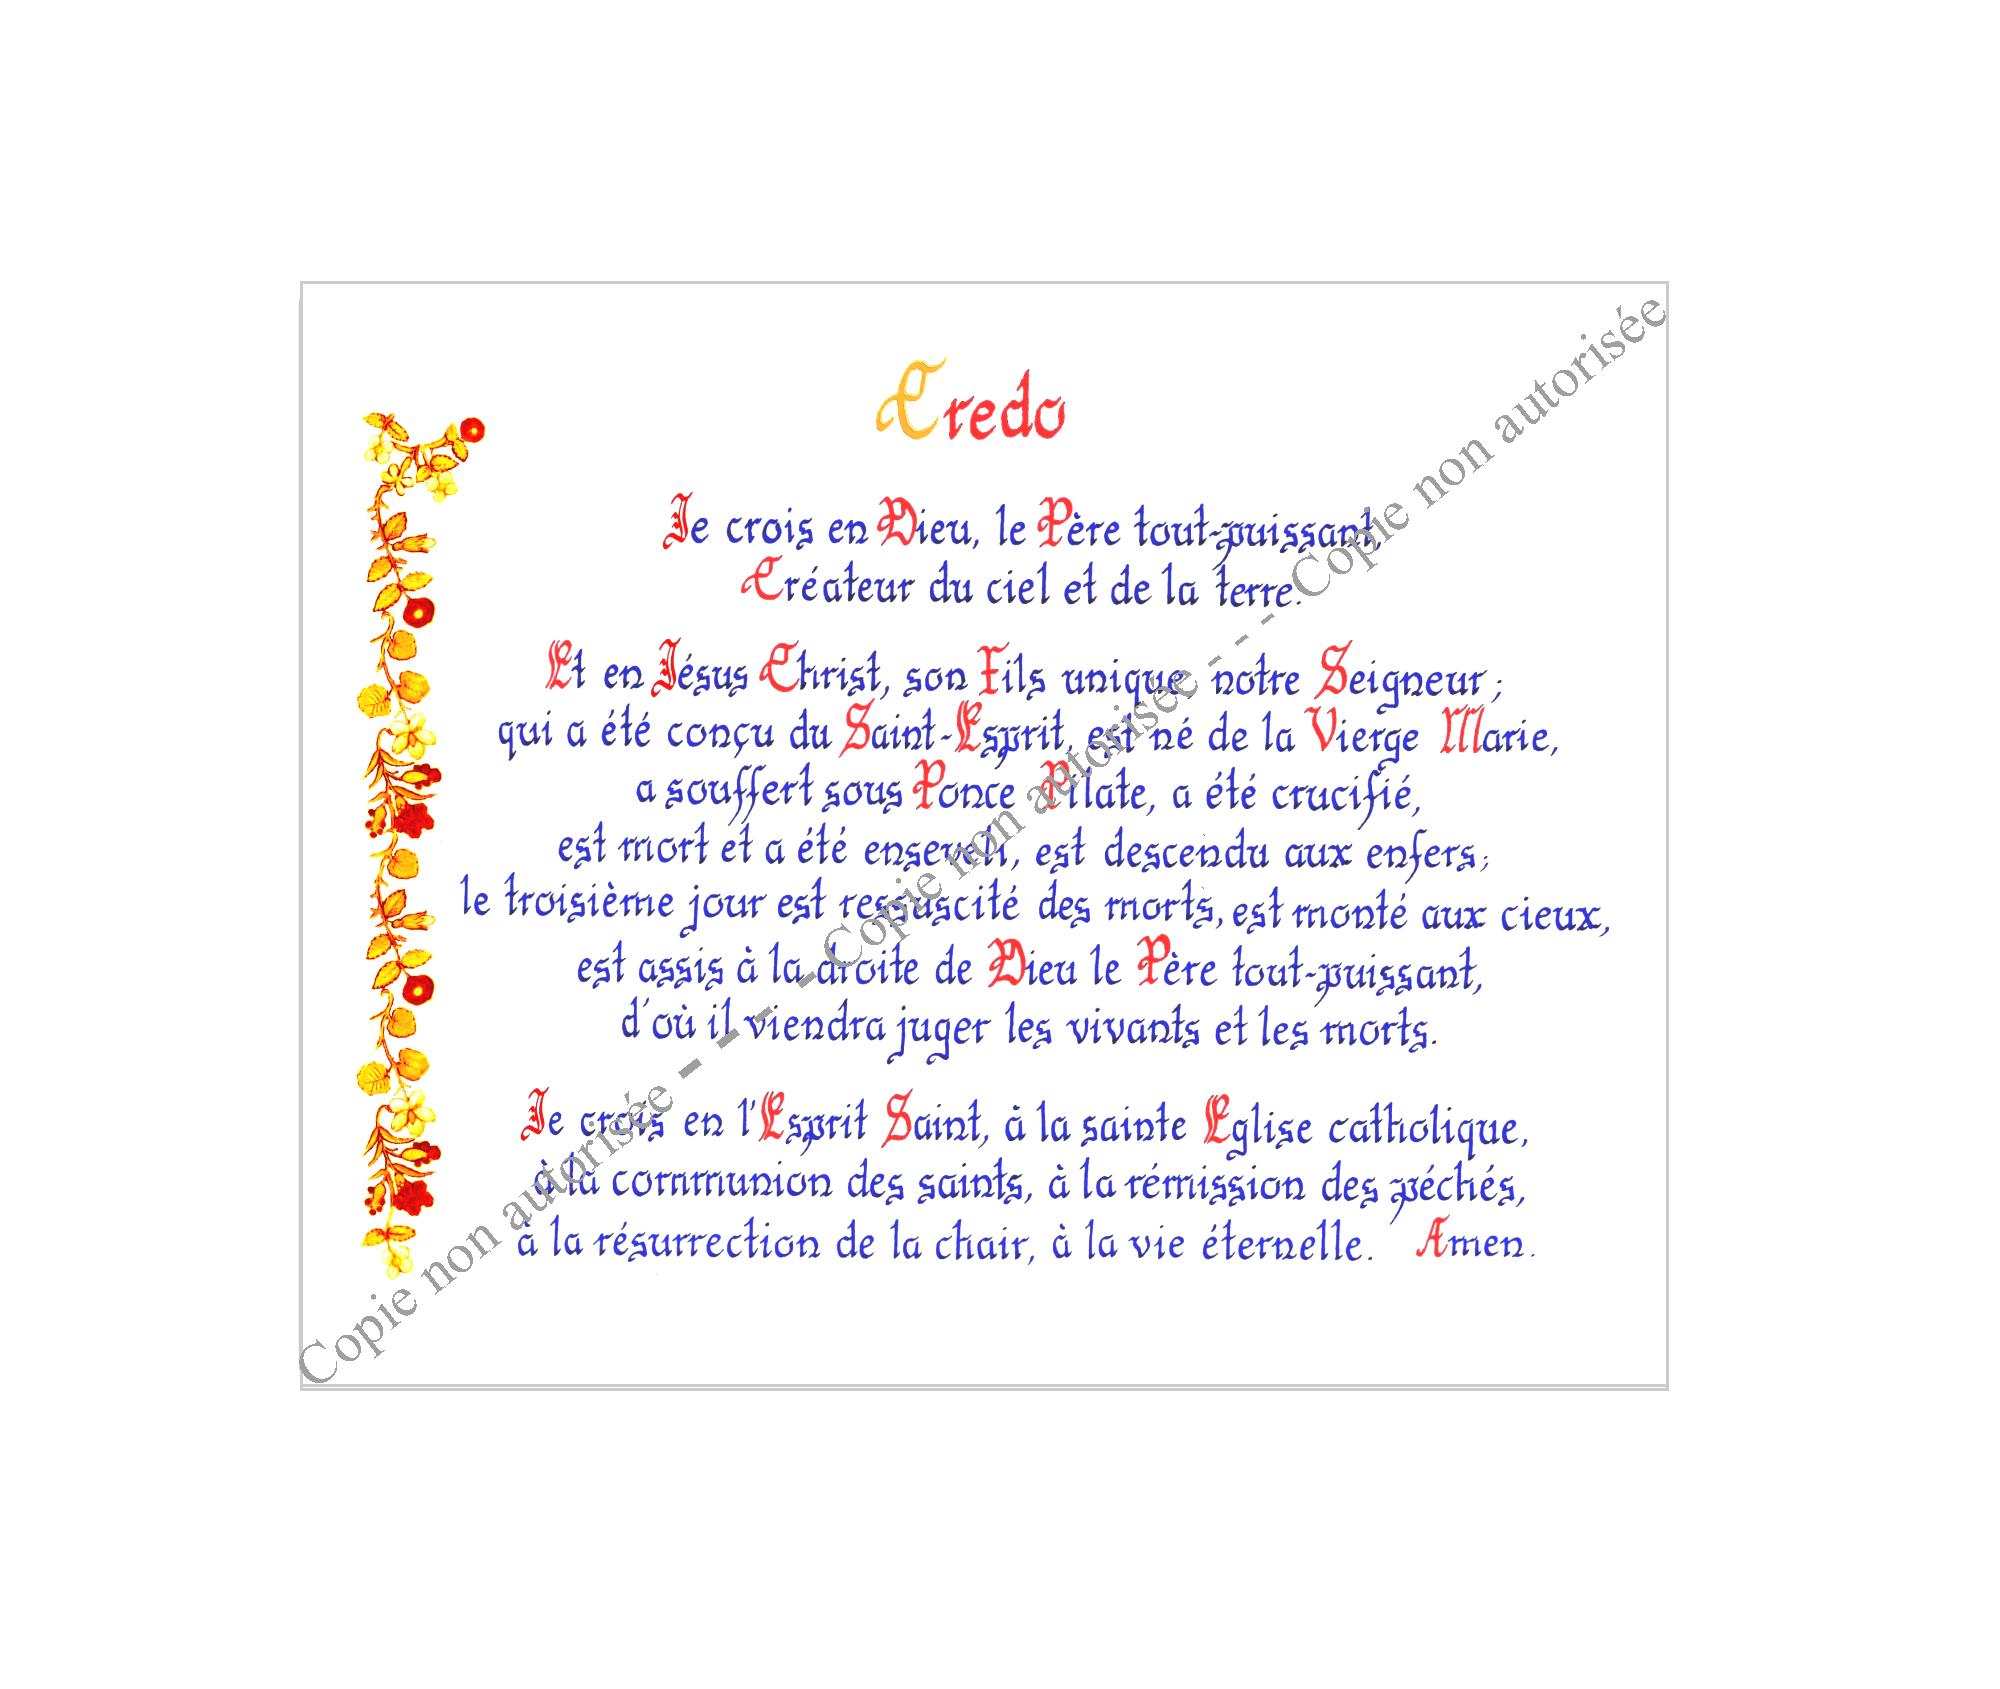 Credo
Je crois en Dieu, le Père tout-puissant,
Créateur du ciel et de la terre.
Et en Jésus Christ, son Fils unique, notre Seigneur ;
qui a été conçu du Saint-Esprit, est né de la Vierge Marie,
a souffert sous Ponce Pilate, a été crucifié,
est mort et a été enseveli, est descendu aux enfers ;
le troisième jour est ressuscité des morts, est monté aux cieux,
est assis à la droite de Dieu le Père tout-puissant,
d'où il viendra juger les vivants et les morts.
Je crois en l'Esprit Saint, à la sainte Eglise catholique,
à la communion des saints, à la rémission des péchés,
à la résurrection de la chair, à la vie éternelle. Amen.
Copie non autorisée - - - - Copie non autorisée - - - Copie non autorisée